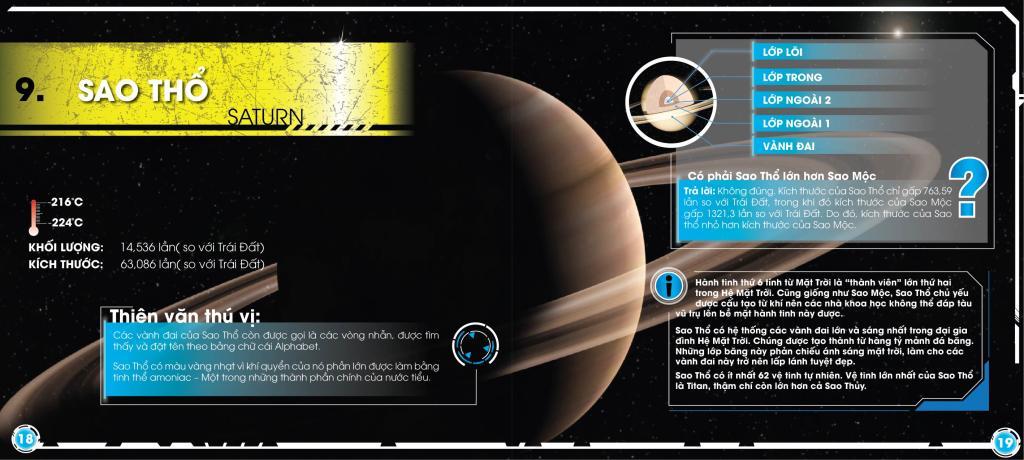 9. SAO THỔ
SATURN
-216°C
-224°C
KHỐI LƯỢNG: 14,536 lần( so với Trái Đất)
KÍCH THƯỚC: 63,086 lần( so với Trái Đất)
Thiên văn thú vị:
Các vành đai của Sao Thổ còn được gọi là các vòng nhẫn, được tìm
thấy và đặt tên theo bảng chữ cái Alphabet.
Sao Thổ có màu vàng nhạt vì khí quyển của nó phần lớn được làm bằng
tinh thể amoniac – Một trong những thành phần chính của nước tiểu.
18
LỚP LÕI
LỚP TRONG
LỚP NGOÀI 2
LỚP NGOÀI 1
VÀNH ĐAI
Có phải Sao Thổ lớn hơn Sao Mộc
?
Trả lời: Không đúng. Kích thước của Sao Thổ chỉ gấp 763,59
lần so với Trái Đất, trong khi đó kích thước của Sao Mộc
gấp 1321,3 lần so với Trái Đất. Do đó, kích thước của Sao
thổ nhỏ hơn kích thước của Sao Mộc.
i
Hành tinh thứ 6 tính từ Mặt Trời là “thành viên” lớn thứ hai
trong Hệ Mặt Trời. Cũng giống như Sao Mộc, Sao Thổ chủ yếu
được cấu tạo từ khí nên các nhà khoa học không thể đáp tàu
vũ trụ lên bề mặt hành tinh này được.
Sao Thổ có hệ thống các vành đai lớn và sáng nhất trong đại gia
đình Hệ Mặt Trời. Chúng được tạo thành từ hàng tỷ mảnh đá băng.
Những lớp băng này phản chiếu ánh sáng mặt trời, làm cho các
vành đai này trở nên lấp lánh tuyệt đẹp.
Sao Thổ có ít nhất 62 vệ tinh tự nhiên. Vệ tinh lớn nhất của Sao Thổ
là Titan, thậm chí còn lớn hơn cả Sao Thủy.
19